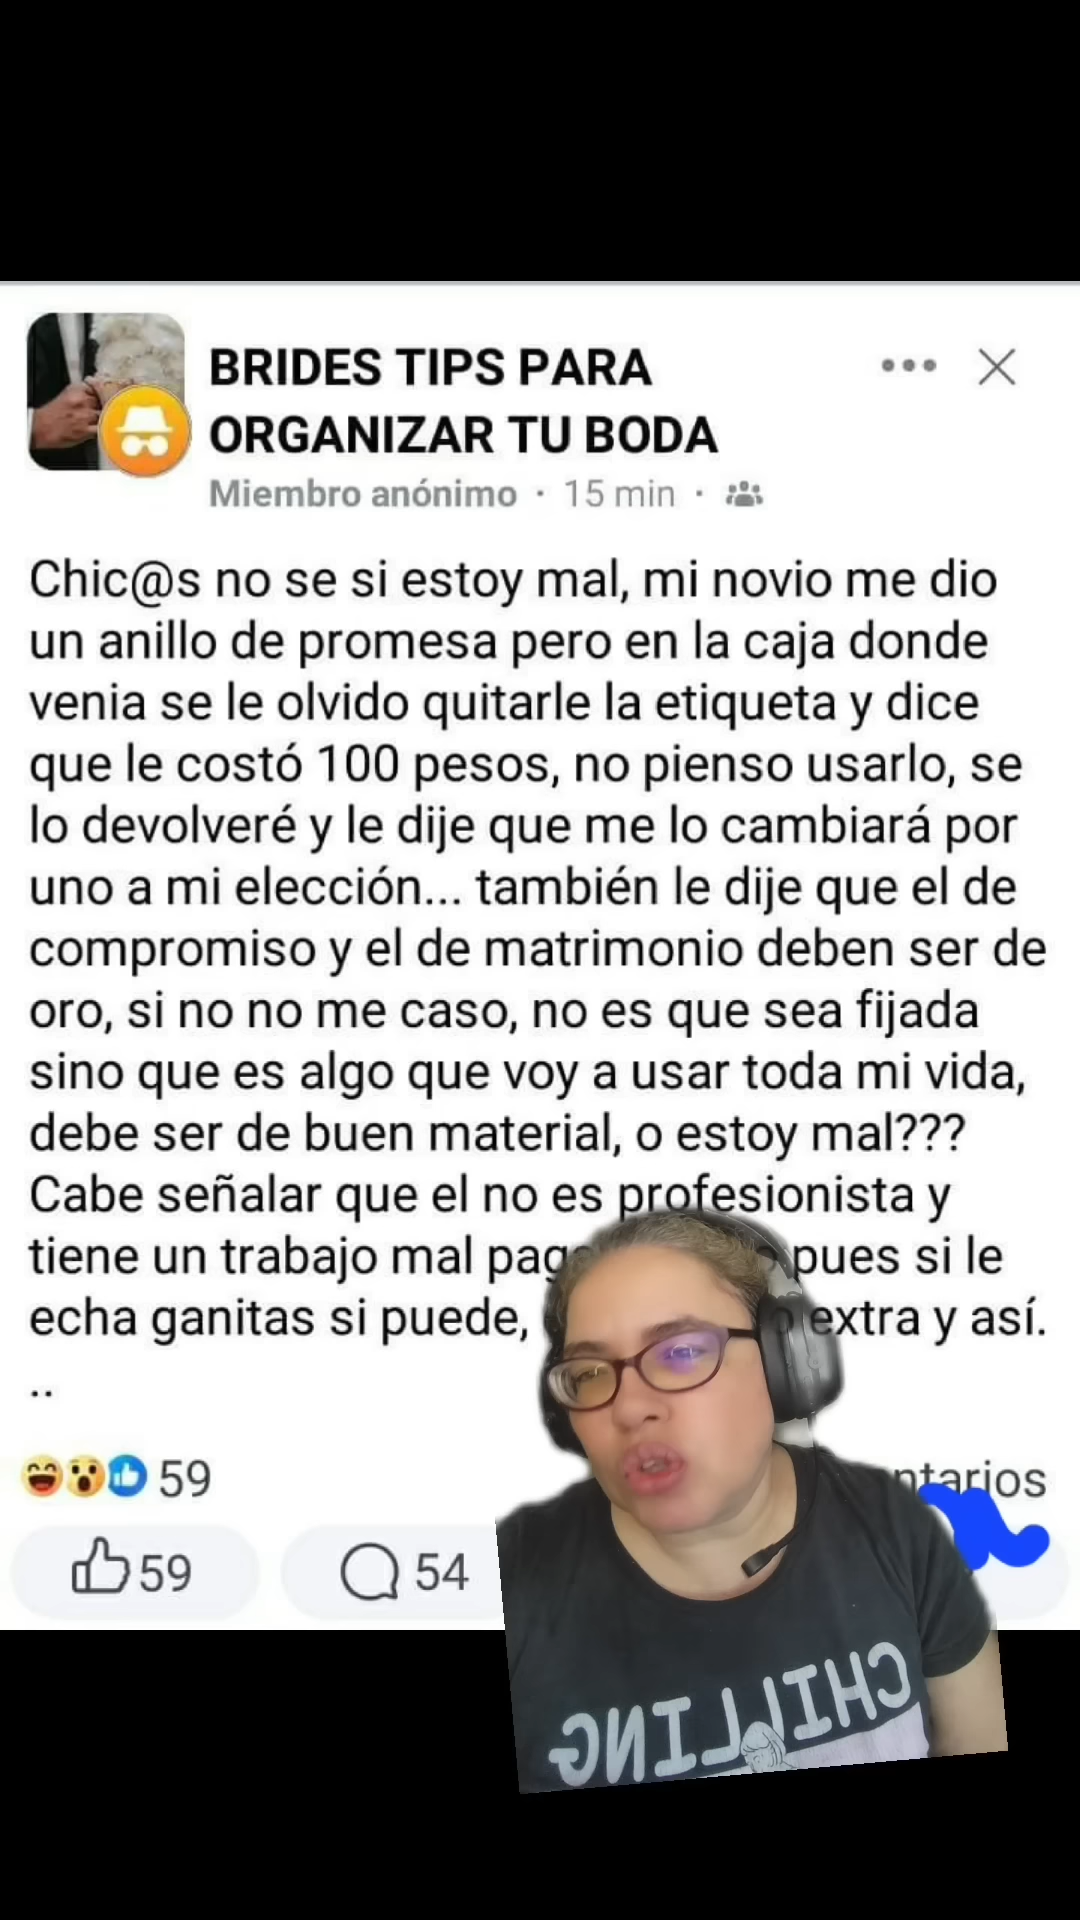 BRIDES TIPS PARA
ORGANIZAR TU BODA
Miembro anónimo · 15 min ·
Chic@s no se si estoy mal, mi novio me dio
un anillo de promesa pero en la caja donde
venia se le olvido quitarle la etiqueta y dice
que le costó 100 pesos, no pienso usarlo, se
lo devolveré y le dije que me lo cambiará por
uno a mi elección... también le dije que el de
compromiso y el de matrimonio deben ser de
oro, si no no me caso, no es que sea fijada
sino que es algo que voy a usar toda mi vida,
debe ser de buen material, o estoy mal???
Cabe señalar que el no es profesionista y
tiene un trabajo mal pues si le
echa ganitas si puede, extra y así.
..
59
59
54
CHILLING